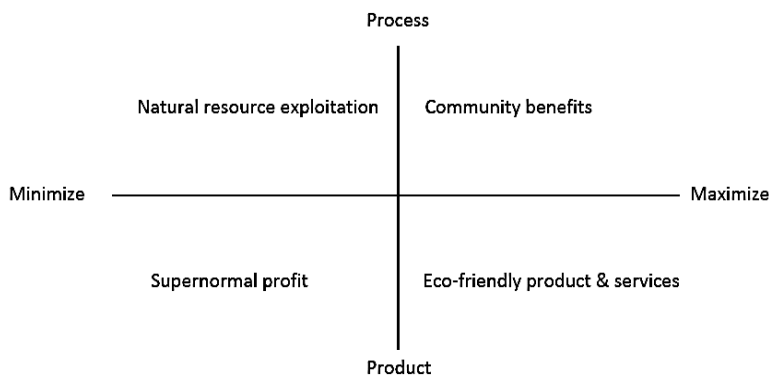 Process
Natural resource exploitation
Community benefits
Minimize
Maximize
Supernormal profit
Eco-friendly product & services
Product